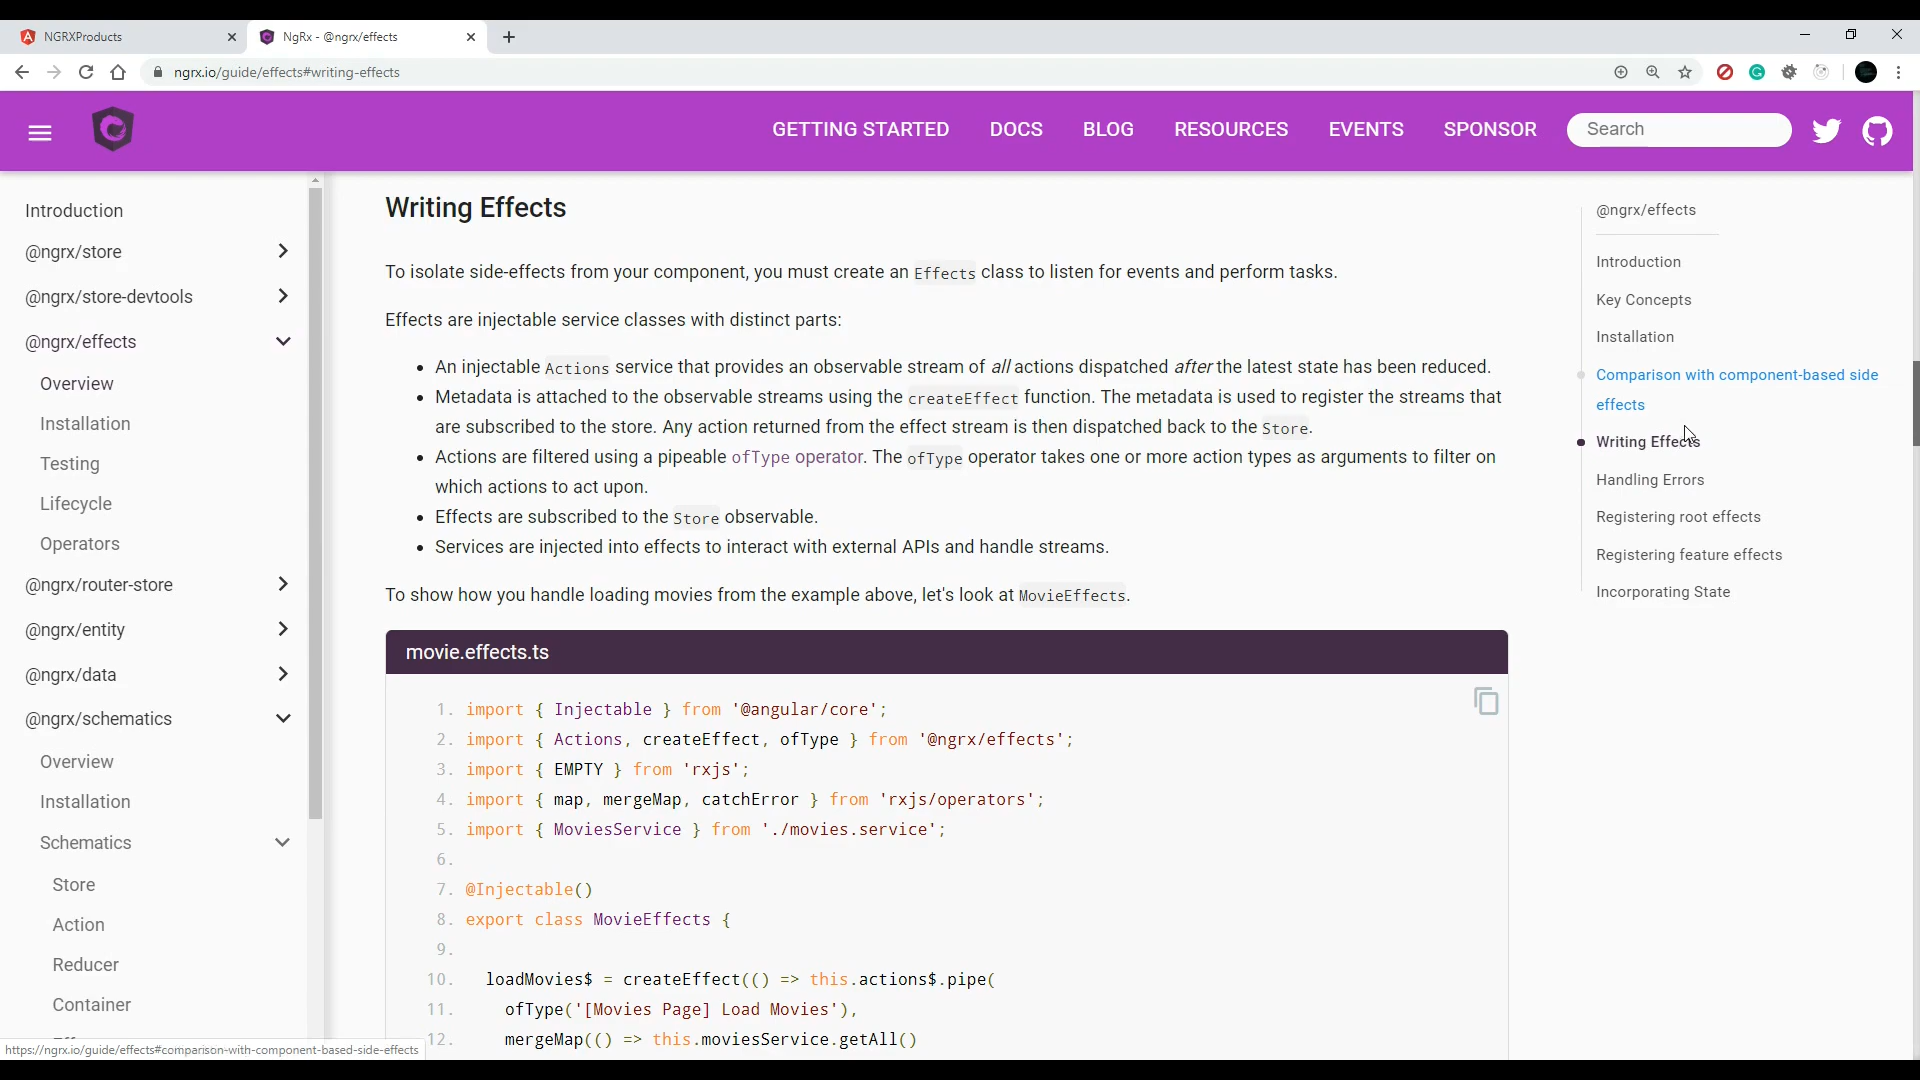 NGRXProducts
NgRx - @ngrx/effects
ngrx.io/guide/effects#writing-effects
GETTING STARTED DOCS BLOG RESOURCES EVENTS SPONSOR Search
Introduction
@ngrx/store
@ngrx/store-devtools
@ngrx/effects
Overview
Installation
Testing
Lifecycle
Operators
@ngrx/router-store
@ngrx/entity
@ngrx/data
@ngrx/schematics
Overview
Installation
Schematics
Store
Action
Reducer
Container
https://ngrx.io/guide/effects#comparison-with-component-based-side-effects
Writing Effects
To isolate side-effects from your component, you must create an Effects class to listen for events and perform tasks.
Effects are injectable service classes with distinct parts:
• An injectable Actions service that provides an observable stream of all actions dispatched after the latest state has been reduced.
• Metadata is attached to the observable streams using the createEffect function. The metadata is used to register the streams that
are subscribed to the store. Any action returned from the effect stream is then dispatched back to the Store.
• Actions are filtered using a pipeable ofType operator. The ofType operator takes one or more action types as arguments to filter on
which actions to act upon.
• Effects are subscribed to the Store observable.
• Services are injected into effects to interact with external APIs and handle streams.
To show how you handle loading movies from the example above, let's look at MovieEffects.
movie.effects.ts
1. import { Injectable } from '@angular/core';
2. import { Actions, createEffect, ofType } from '@ngrx/effects';
3. import { EMPTY } from 'rxjs';
4. import { map, mergeMap, catchError } from 'rxjs/operators';
5. import { MoviesService } from './movies.service';
6.
7. @Injectable()
8. export class MovieEffects {
9.
10. loadMovies$ = createEffect(() => this.actions$.pipe(
11. ofType('[Movies Page] Load Movies'),
12. mergeMap(() => this.moviesService.getAll()
@ngrx/effects
Introduction
Key Concepts
Installation
Comparison with component-based side
effects
Writing Effects
Handling Errors
Registering root effects
Registering feature effects
Incorporating State